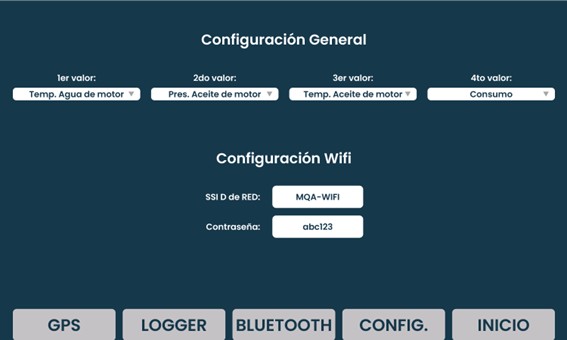 Configuración General
1er valor: 2do valor: 3er valor: 4to valor:
Temp. Agua de motor Pres. Aceite de motor Temp. Aceite de motor Consumo
Configuración Wifi
SSI D de RED: MQA-WIFI
Contraseña: abc123
GPS LOGGER BLUETOOTH CONFIG. INICIO